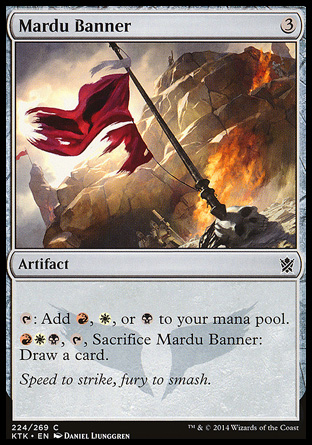 Mardu Banner 3
Artifact
: Add , , or to your mana pool.
, , Sacrifice Mardu Banner:
Draw a card.
Speed to strike, fury to smash.
224/269 C
KTK • EN Daniel Ljunggren ™ & © 2014 Wizards of the Coast